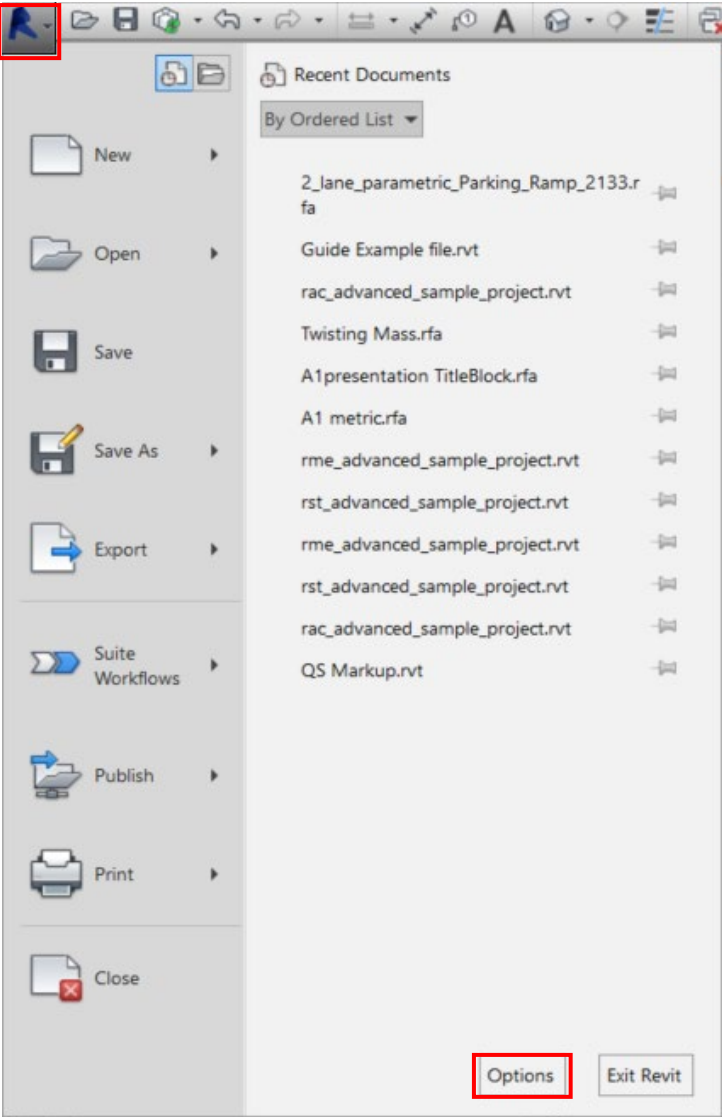 Recent Documents
By Ordered List
New
Open
Save
Save As
Export
Suite
Workflows
Publish
Print
Close
2_lane_parametric_Parking_Ramp_2133.r
fa
Guide Example file.rvt
rac_advanced_sample_project.rvt
Twisting Mass.rfa
A1presentation TitleBlock.rfa
A1 metric.rfa
rme_advanced_sample_project.rvt
rst_advanced_sample_project.rvt
rme_advanced_sample_project.rvt
rst_advanced_sample_project.rvt
rac_advanced_sample_project.rvt
QS Markup.rvt
Options
Exit Revit